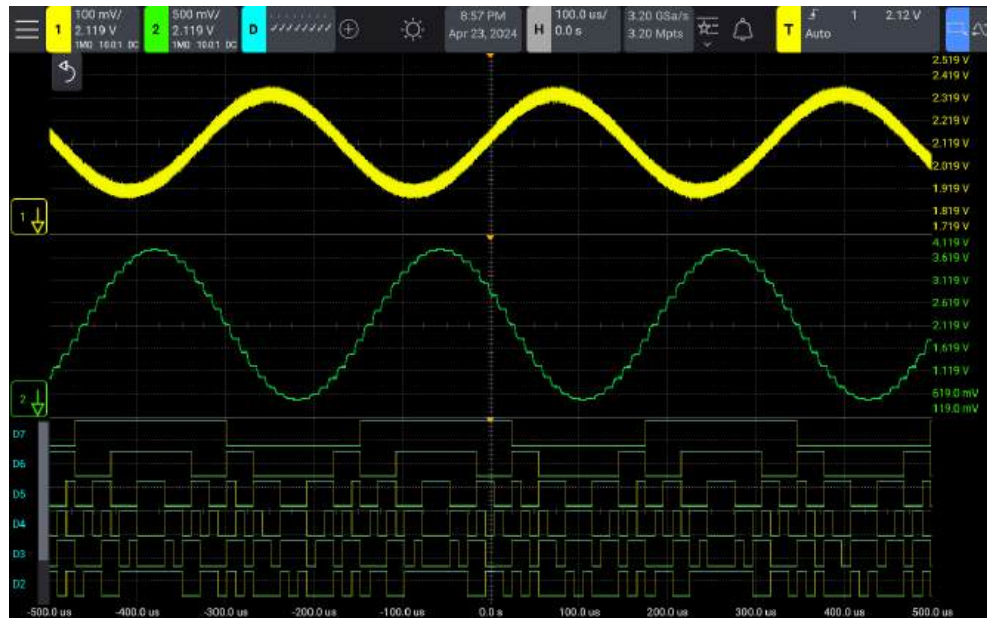 1 100 mV/ 2.119 V 1MΩ 10.0:1 DC
2 500 mV/ 2.119 V 1MΩ 10.0:1 DC
D
8:57 PM
Apr 23, 2024
H 100.0 us/ 0.0 s
3.20 GSa/s
3.20 Mpts
T 1 2.12 V
Auto
2.519 V
2.419 V
2.319 V
2.219 V
2.119 V
2.019 V
1.919 V
1.819 V
1.719 V
1
4.119 V
3.619 V
3.119 V
2.619 V
2.119 V
1.619 V
1.119 V
619.0 mV
119.0 mV
2
D7
D6
D5
D4
D3
D2
-500.0 us -400.0 us -300.0 us -200.0 us -100.0 us 0.0 s 100.0 us 200.0 us 300.0 us 400.0 us 500.0 us